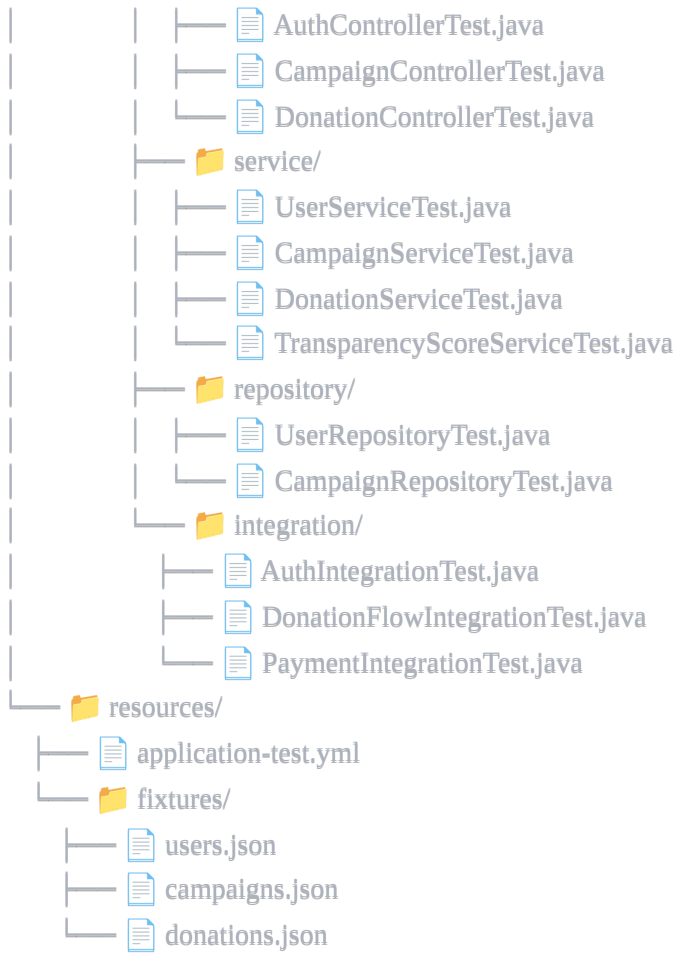 AuthControllerTest.java
CampaignControllerTest.java
DonationControllerTest.java
service/
UserServiceTest.java
CampaignServiceTest.java
DonationServiceTest.java
TransparencyScoreServiceTest.java
repository/
UserRepositoryTest.java
CampaignRepositoryTest.java
integration/
AuthIntegrationTest.java
DonationFlowIntegrationTest.java
PaymentIntegrationTest.java
resources/
application-test.yml
fixtures/
users.json
campaigns.json
donations.json